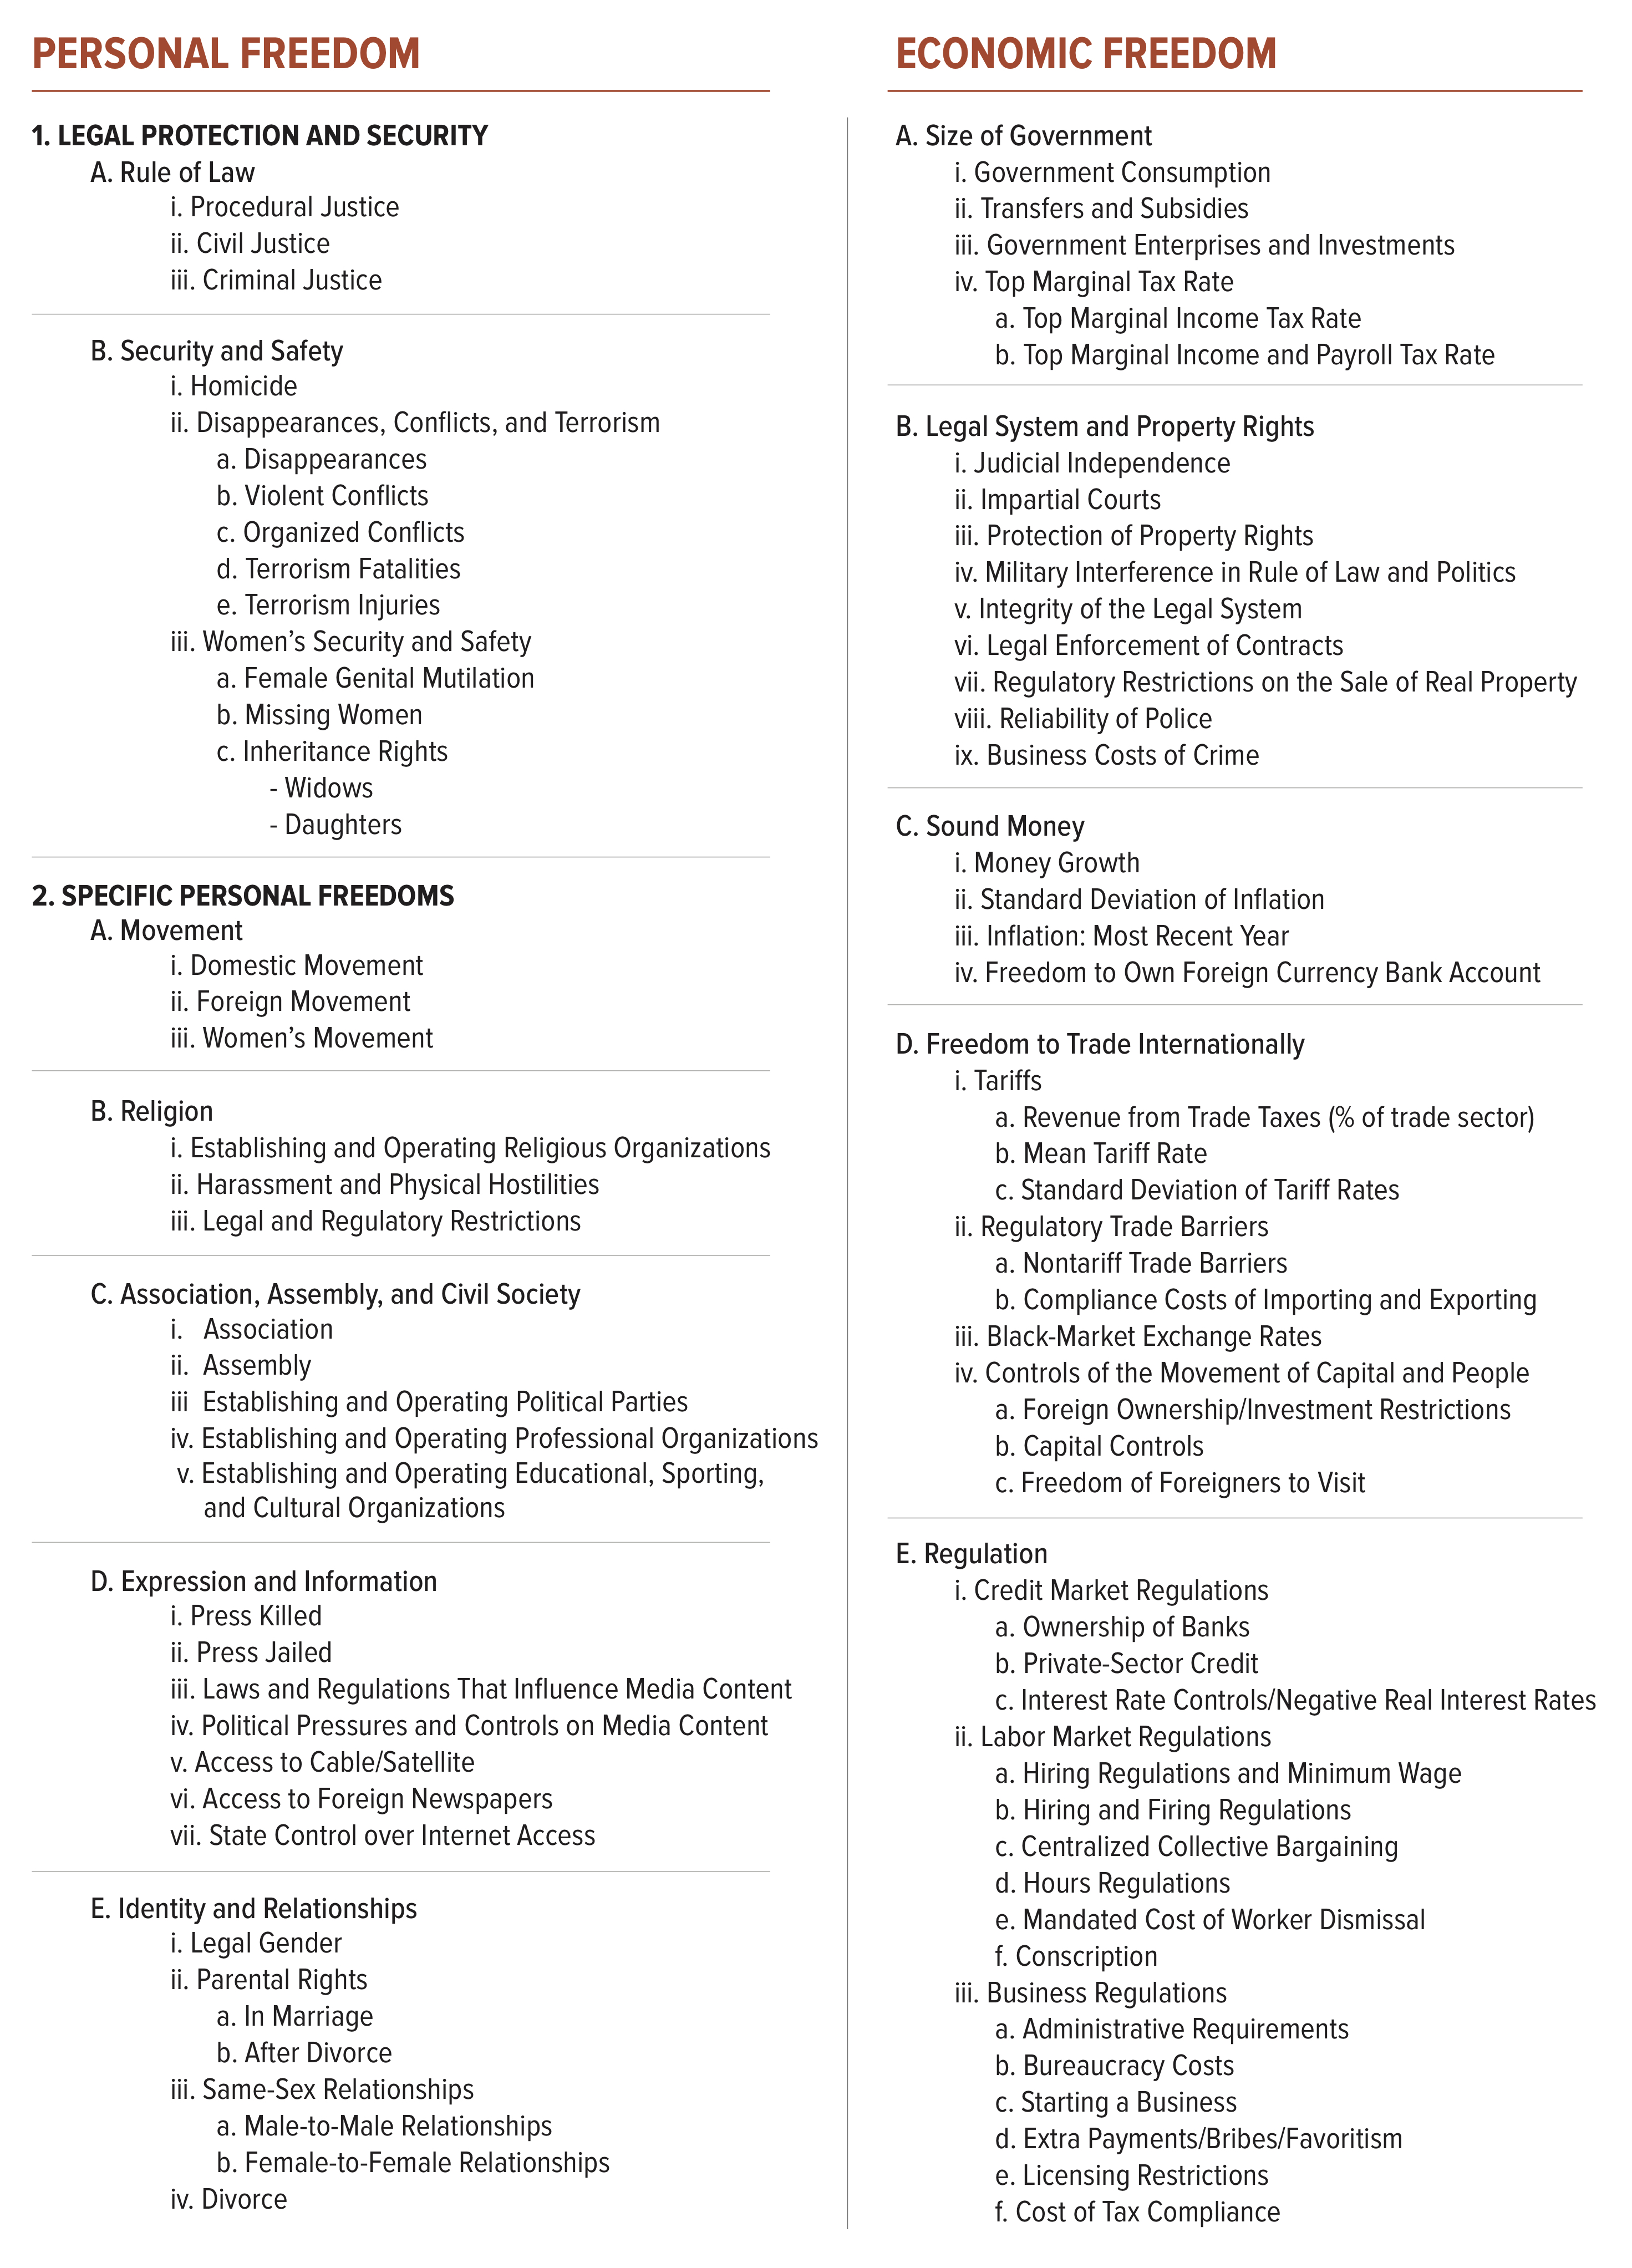 PERSONAL FREEDOM
1. LEGAL PROTECTION AND SECURITY
A. Rule of Law
i. Procedural Justice
ii. Civil Justice
iii. Criminal Justice
B. Security and Safety
i. Homicide
ii. Disappearances, Conflicts, and Terrorism
a. Disappearances
b. Violent Conflicts
c. Organized Conflicts
d. Terrorism Fatalities
e. Terrorism Injuries
iii. Women’s Security and Safety
a. Female Genital Mutilation
b. Missing Women
c. Inheritance Rights
- Widows
- Daughters
2. SPECIFIC PERSONAL FREEDOMS
A. Movement
i. Domestic Movement
ii. Foreign Movement
iii. Women’s Movement
B. Religion
i. Establishing and Operating Religious Organizations
ii. Harassment and Physical Hostilities
iii. Legal and Regulatory Restrictions
C. Association, Assembly, and Civil Society
i. Association
ii. Assembly
iii Establishing and Operating Political Parties
iv. Establishing and Operating Professional Organizations
v. Establishing and Operating Educational, Sporting,
and Cultural Organizations
D. Expression and Information
i. Press Killed
ii. Press Jailed
iii. Laws and Regulations That Influence Media Content
iv. Political Pressures and Controls on Media Content
v. Access to Cable/Satellite
vi. Access to Foreign Newspapers
vii. State Control over Internet Access
E. Identity and Relationships
i. Legal Gender
ii. Parental Rights
a. In Marriage
b. After Divorce
iii. Same-Sex Relationships
a. Male-to-Male Relationships
b. Female-to-Female Relationships
iv. Divorce
ECONOMIC FREEDOM
A. Size of Government
i. Government Consumption
ii. Transfers and Subsidies
iii. Government Enterprises and Investments
iv. Top Marginal Tax Rate
a. Top Marginal Income Tax Rate
b. Top Marginal Income and Payroll Tax Rate
B. Legal System and Property Rights
i. Judicial Independence
ii. Impartial Courts
iii. Protection of Property Rights
iv. Military Interference in Rule of Law and Politics
v. Integrity of the Legal System
vi. Legal Enforcement of Contracts
vii. Regulatory Restrictions on the Sale of Real Property
viii. Reliability of Police
ix. Business Costs of Crime
C. Sound Money
i. Money Growth
ii. Standard Deviation of Inflation
iii. Inflation: Most Recent Year
iv. Freedom to Own Foreign Currency Bank Account
D. Freedom to Trade Internationally
i. Tariffs
a. Revenue from Trade Taxes (% of trade sector)
b. Mean Tariff Rate
c. Standard Deviation of Tariff Rates
ii. Regulatory Trade Barriers
a. Nontariff Trade Barriers
b. Compliance Costs of Importing and Exporting
iii. Black-Market Exchange Rates
iv. Controls of the Movement of Capital and People
a. Foreign Ownership/Investment Restrictions
b. Capital Controls
c. Freedom of Foreigners to Visit
E. Regulation
i. Credit Market Regulations
a. Ownership of Banks
b. Private-Sector Credit
c. Interest Rate Controls/Negative Real Interest Rates
ii. Labor Market Regulations
a. Hiring Regulations and Minimum Wage
b. Hiring and Firing Regulations
c. Centralized Collective Bargaining
d. Hours Regulations
e. Mandated Cost of Worker Dismissal
f. Conscription
iii. Business Regulations
a. Administrative Requirements
b. Bureaucracy Costs
c. Starting a Business
d. Extra Payments/Bribes/Favoritism
e. Licensing Restrictions
f. Cost of Tax Compliance